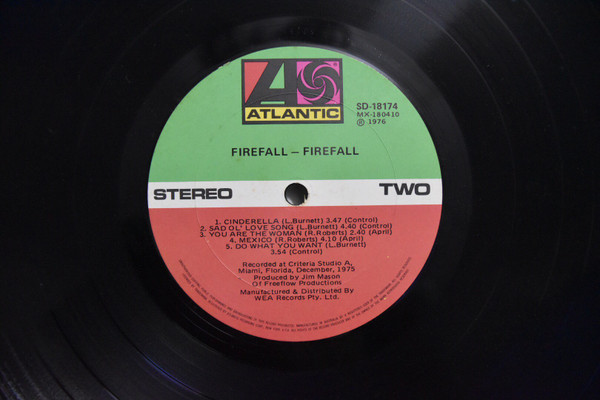 ATLANTIC
SD-18174
MX-180410
Ⓟ 1976
FIREFALL — FIREFALL
STEREO
TWO
1. CINDERELLA (L.Burnett) 3.47 (Control)
2. SAD OL' LOVE SONG (L.Burnett) 4.40 (Control)
3. YOU ARE THE WOMAN (R.Roberts) 2.40 (April)
4. MEXICO (R.Roberts) 4.10 (April)
5. DO WHAT YOU WANT (L.Burnett)
3.54 (Control)
Recorded at Criteria Studio A,
Miami, Florida, December, 1975
Produced by Jim Mason
Of Freeflow Productions
Manufactured & Distributed By
WEA Records Pty. Ltd.